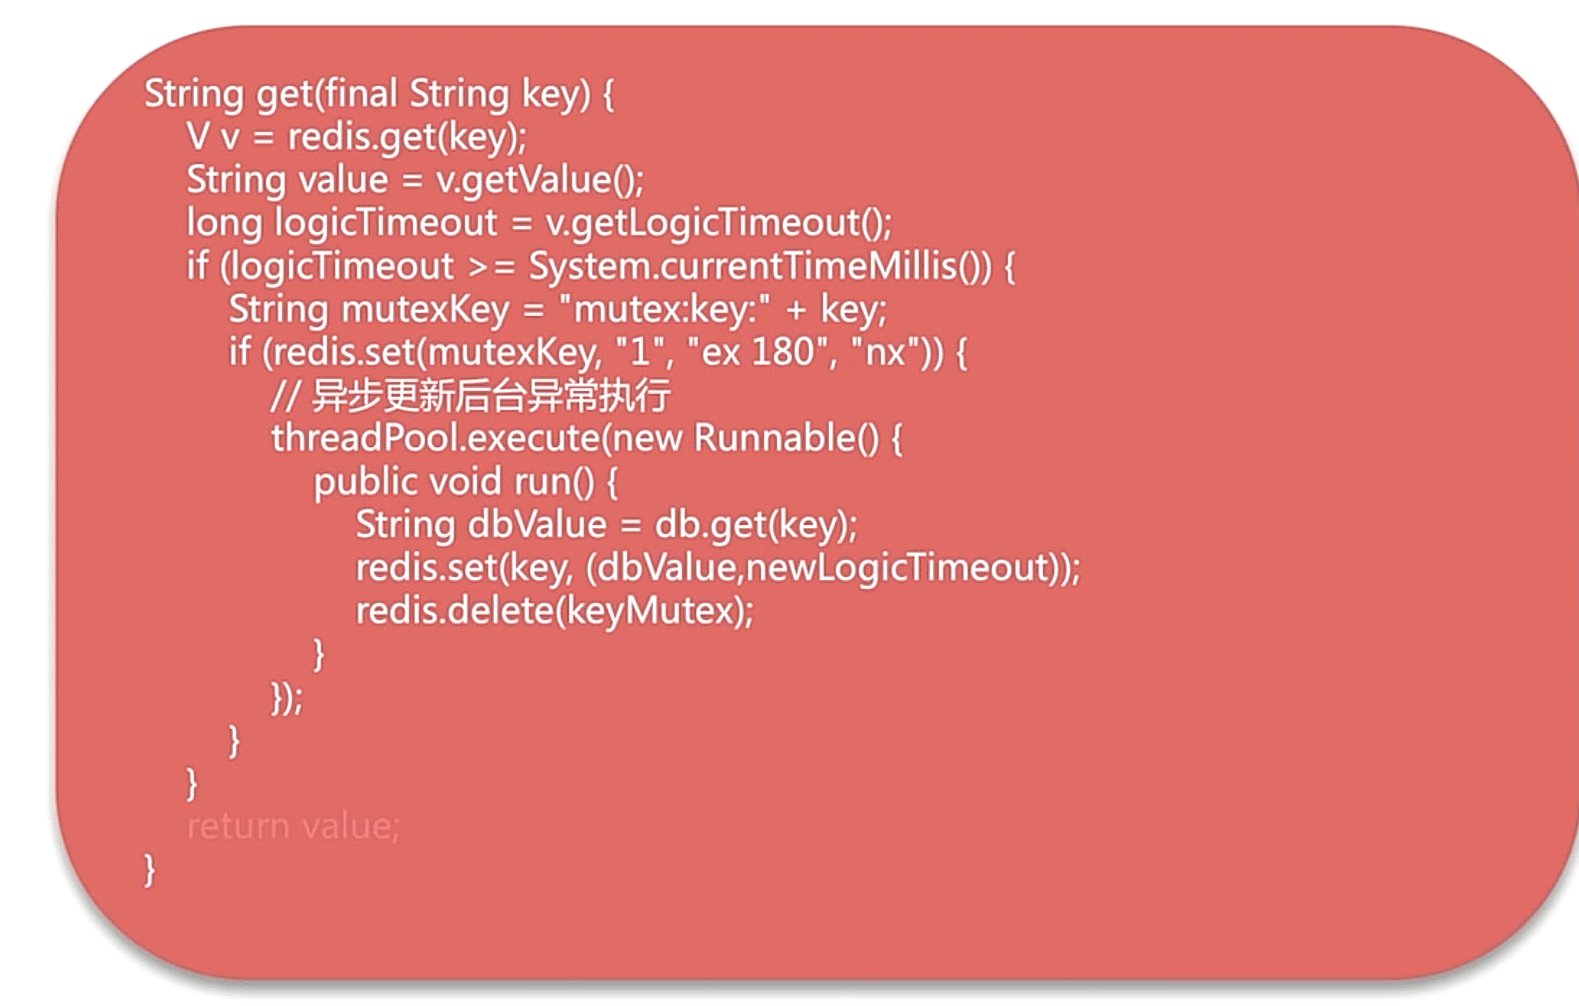 String get(final String key) {
V v = redis.get(key);
String value = v.getValue();
long logicTimeout = v.getLogicTimeout();
if (logicTimeout >= System.currentTimeMillis()) {
String mutexKey = "mutex:key:" + key;
if (redis.set(mutexKey, "1", "ex 180", "nx")) {
// 异步更新后台异常执行
threadPool.execute(new Runnable() {
public void run() {
String dbValue = db.get(key);
redis.set(key, (dbValue,newLogicTimeout));
redis.delete(keyMutex);
}
});
}
}
return value;
}